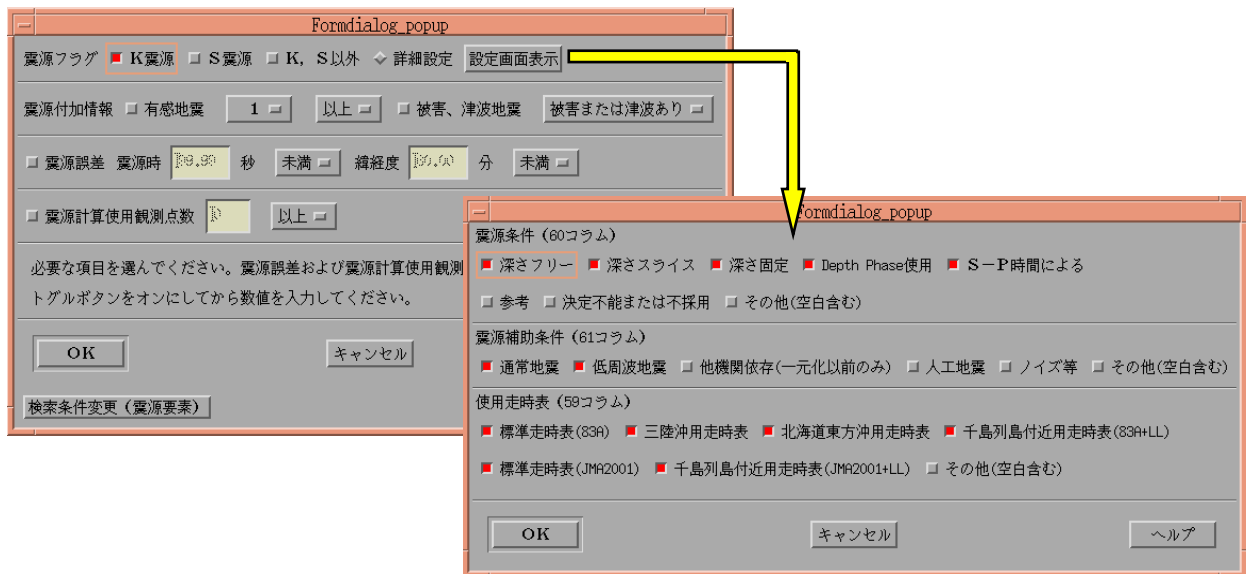 Formdialog_popup
震源フラグ K震源 S震源 K, S以外 詳細設定 設定画面表示
震源付加情報 有感地震 1 以上 被害、津波地震 被害または津波あり
震源誤差 震源時 99.99 秒 未満 緯経度 未満 分
震源計算使用観測点数 以上
必要な項目を選んでください。震源誤差および震源計算使用観測
トグルボタンをオンにしてから数値を入力してください。
OK キャンセル
検索条件変更（震源要素）
Formdialog_popup
震源条件（60コラム）
深さフリー 深さスライス 深さ固定 Depth Phase使用 S－P時間による
参考 決定不能または不採用 その他(空白含む)
震源補助条件（61コラム）
通常地震 低周波地震 他機関依存(一元化以前のみ) 人工地震 ノイズ等 その他(空白含む)
使用走時表（59コラム）
標準走時表(83A) 三陸沖用走時表 北海道東方沖用走時表 千島列島付近用走時表(83A+LL)
標準走時表(JMA2001) 千島列島付近用走時表(JMA2001+LL) その他(空白含む)
OK キャンセル ヘルプ